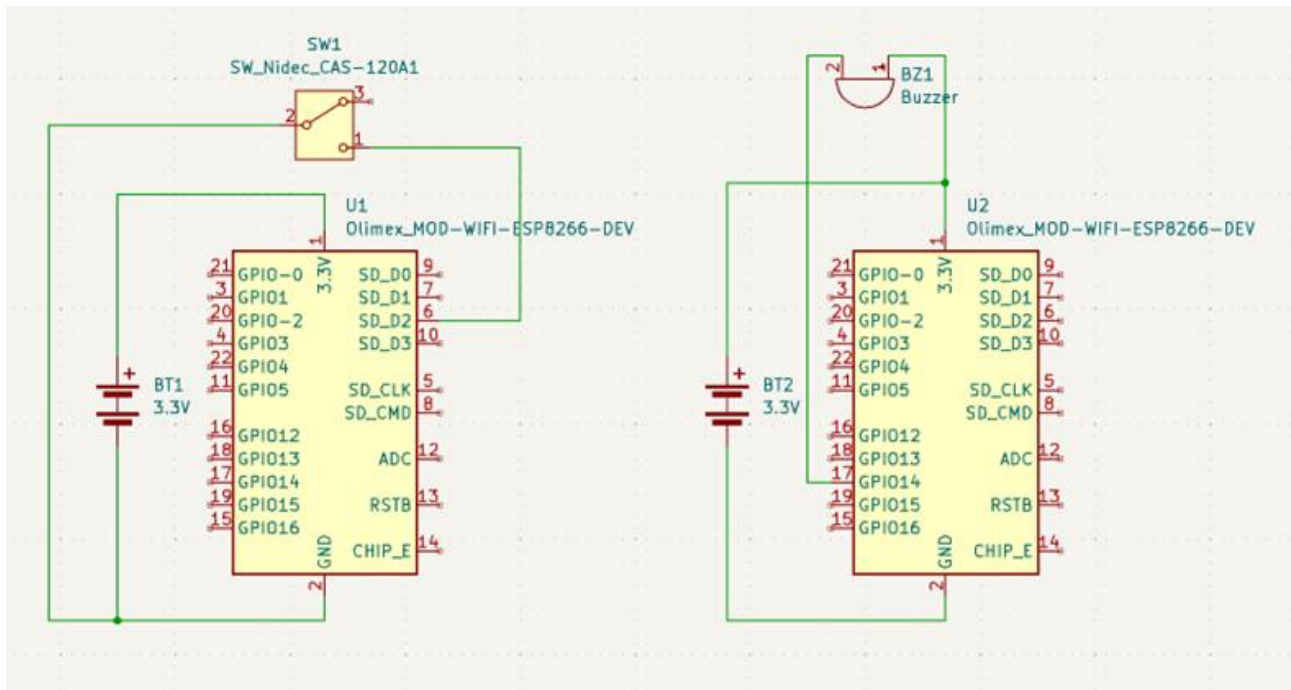 SW1
SW_Nidec_CAS-120A1
3
2
1
2
1
BZ1
Buzzer
U1
Olimex_MOD-WIFI-ESP8266-DEV
1
3.3V
21 GPIO-0 SD_D0 9
3 GPIO1 SD_D1 7
20 GPIO-2 SD_D2 6
4 GPIO3 SD_D3 10
22 GPIO4
11 GPIO5 SD_CLK 5
SD_CMD 8
16 GPIO12
18 GPIO13 ADC 12
17 GPIO14
19 GPIO15 RSTB 13
15 GPIO16
CHIP_E 14
GND
2
+
BT1
3.3V
U2
Olimex_MOD-WIFI-ESP8266-DEV
1
3.3V
21 GPIO-0 SD_D0 9
3 GPIO1 SD_D1 7
20 GPIO-2 SD_D2 6
4 GPIO3 SD_D3 10
22 GPIO4
11 GPIO5 SD_CLK 5
SD_CMD 8
16 GPIO12
18 GPIO13 ADC 12
17 GPIO14
19 GPIO15 RSTB 13
15 GPIO16
CHIP_E 14
GND
2
+
BT2
3.3V